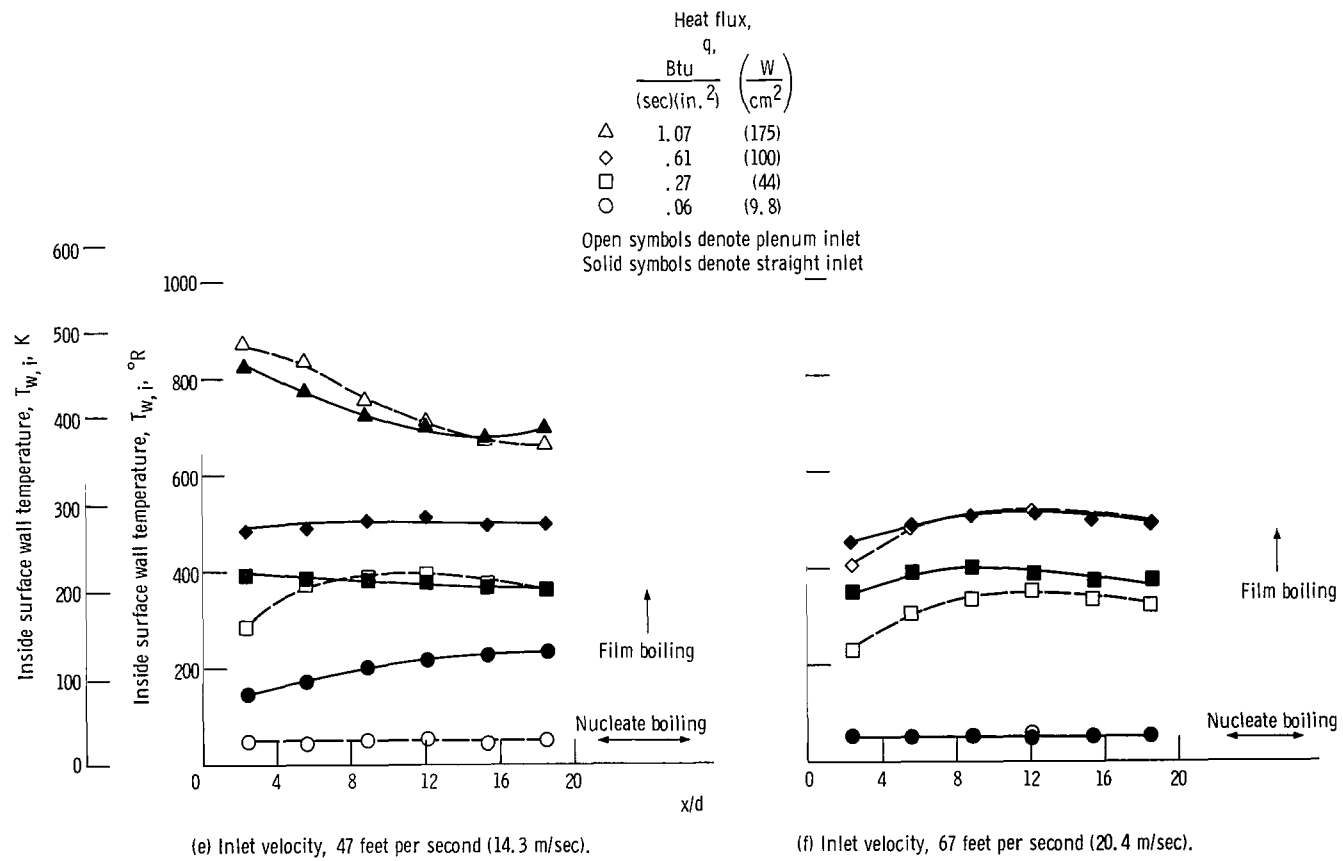 Heat flux,
q,
Btu/(sec)(in.²) (W/cm²)
△ 1.07 (175)
◇ .61 (100)
□ .27 (44)
○ .06 (9.8)
Open symbols denote plenum inlet
Solid symbols denote straight inlet
Inside surface wall temperature, T_w,i, K
600
500
400
300
200
100
0
Inside surface wall temperature, T_w,i, °R
1000
800
600
400
200
Film boiling
Nucleate boiling
0 4 8 12 16 20
x/d
(e) Inlet velocity, 47 feet per second (14.3 m/sec).
Film boiling
Nucleate boiling
0 4 8 12 16 20
(f) Inlet velocity, 67 feet per second (20.4 m/sec).